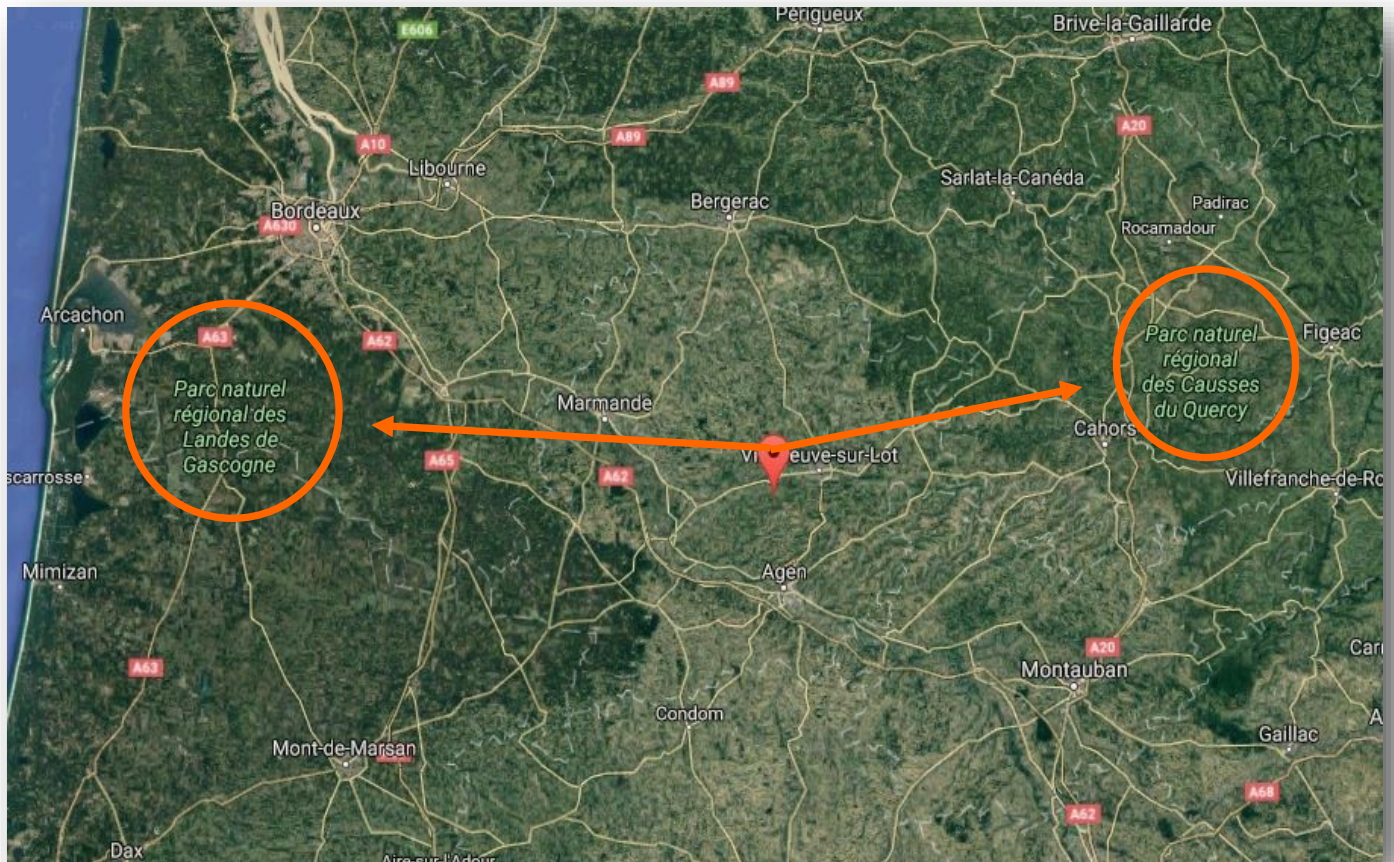 Périgueux
Brive-la-Gaillarde
E606
A89
A20
A10
A89
Libourne
Sarlat-la-Canéda
Bergerac
Padirac
Bordeaux
A630
Rocamadour
Arcachon
A63
A62
Parc naturel
régional des
Landes de
Gascogne
Parc naturel
régional
des Causses
du Quercy
Figeac
Marmande
Cahors
euve-sur-Lot
A65
A62
scarrosse
Villefranche-de-Ro
Mimizan
Agen
A63
A20
Montauban
Condom
Gaillac
Mont-de-Marsan
A68
A62
Dax
Aire-sur-l'Adour